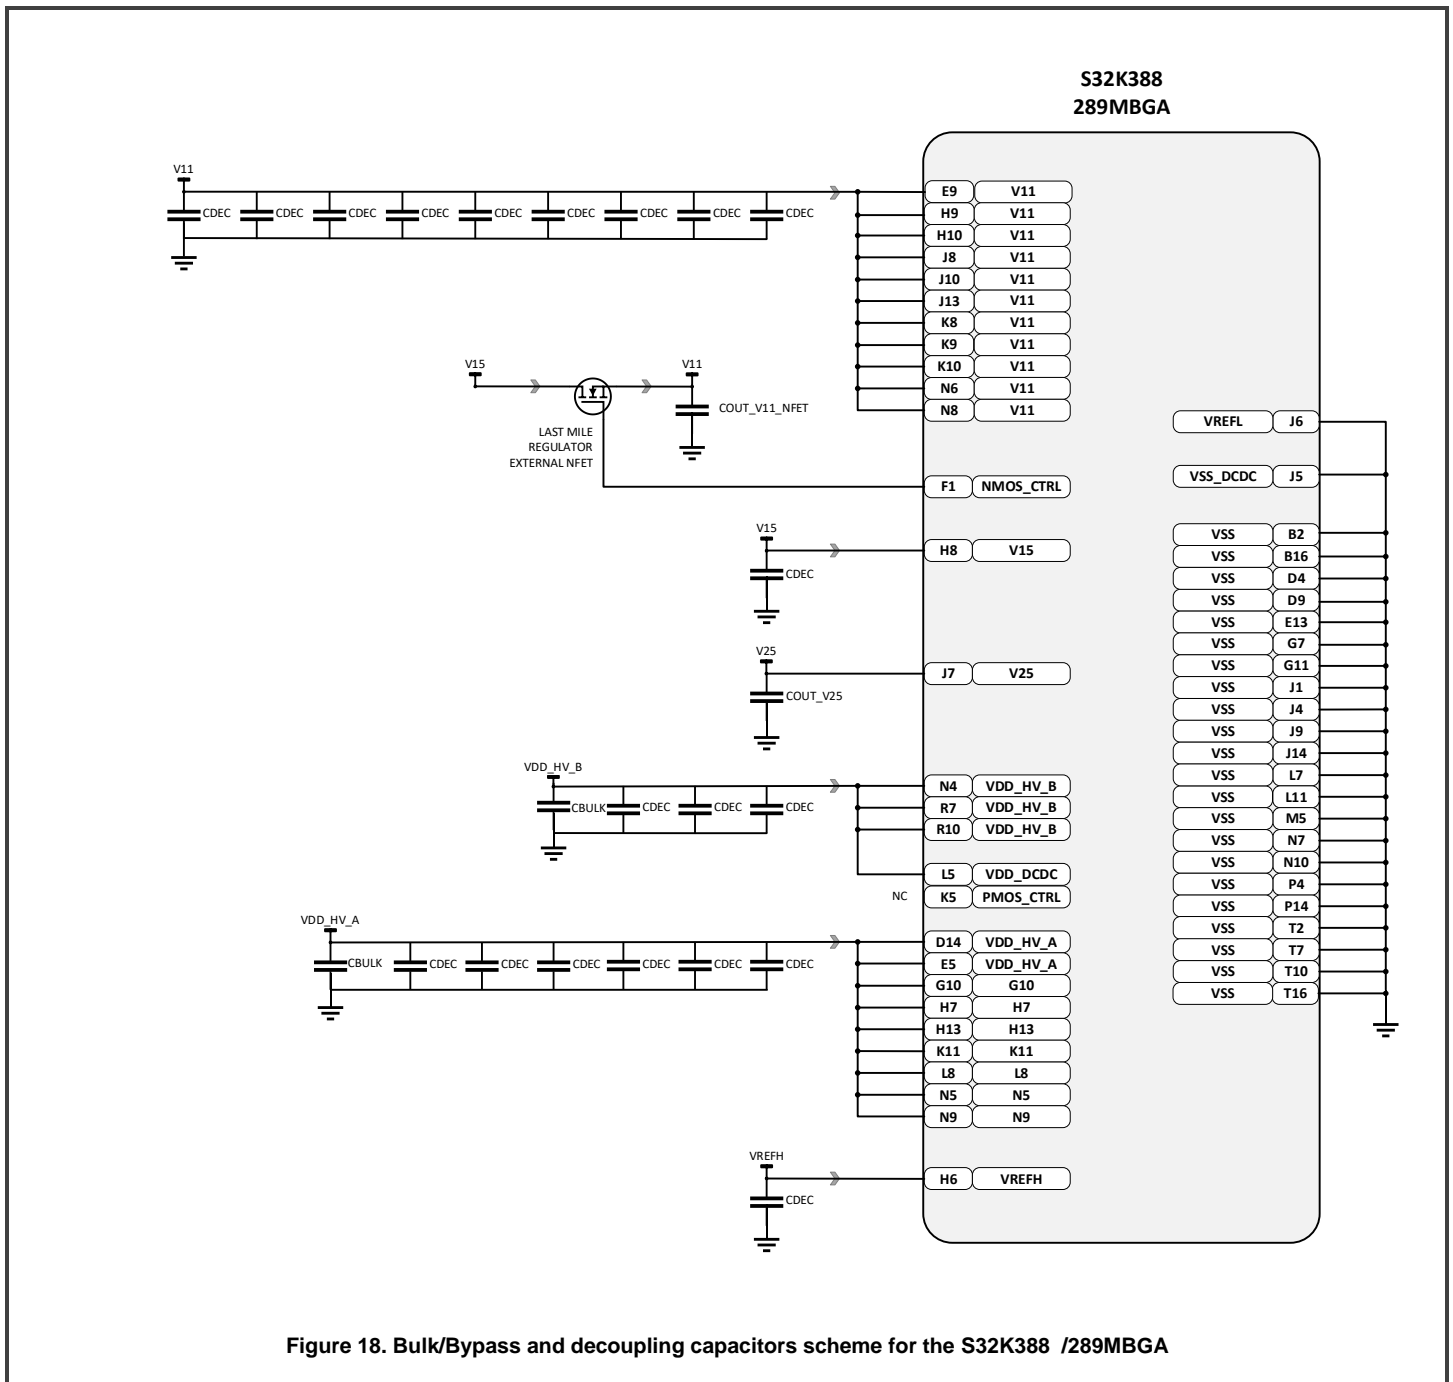 S32K388
289MBGA
V11
CDEC CDEC CDEC CDEC CDEC CDEC CDEC CDEC CDEC
E9 V11
H9 V11
H10 V11
J8 V11
J10 V11
J13 V11
K8 V11
K9 V11
K10 V11
N6 V11
N8 V11
V15
V11
COUT_V11_NFET
LAST MILE
REGULATOR
EXTERNAL NFET
F1 NMOS_CTRL
V15
H8 V15
CDEC
V25
J7 V25
COUT_V25
VDD_HV_B
CBULK CDEC CDEC CDEC
N4 VDD_HV_B
R7 VDD_HV_B
R10 VDD_HV_B
L5 VDD_DCDC
NC K5 PMOS_CTRL
VDD_HV_A
CBULK CDEC CDEC CDEC CDEC CDEC CDEC
D14 VDD_HV_A
E5 VDD_HV_A
G10 G10
H7 H7
H13 H13
K11 K11
L8 L8
N5 N5
N9 N9
VREFH
H6 VREFH
CDEC
VREFL J6
VSS_DCDC J5
VSS B2
VSS B16
VSS D4
VSS D9
VSS E13
VSS G7
VSS G11
VSS J1
VSS J4
VSS J9
VSS J14
VSS L7
VSS L11
VSS M5
VSS N7
VSS N10
VSS P4
VSS P14
VSS T2
VSS T7
VSS T10
VSS T16
Figure 18. Bulk/Bypass and decoupling capacitors scheme for the S32K388 /289MBGA